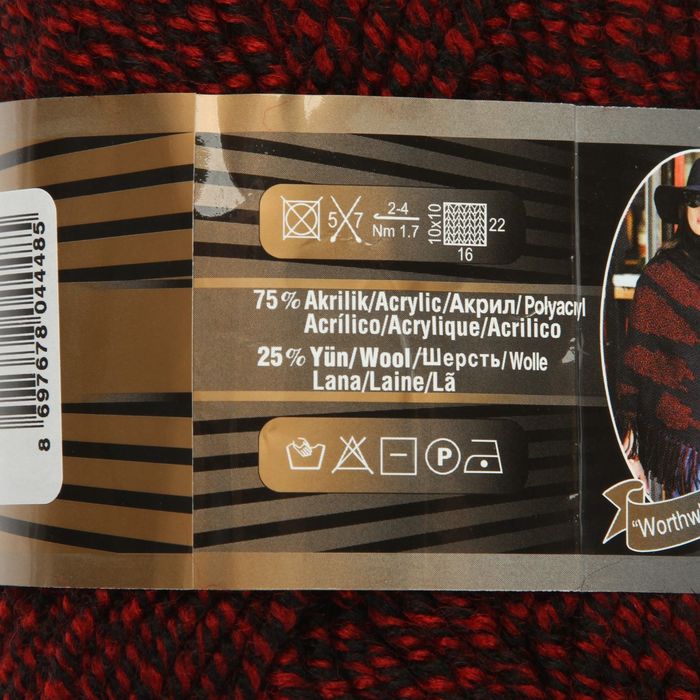 8 697678 044485
5 7
2-4
Nm 1.7
10x10
22
16
75% Akrilik/Acrylic/Акрил/Polyacryl
Acrílico/Acrylique/Acrilico
25% Yün/Wool/Шерсть/Wolle
Lana/Laine/Lã
P
"Worthw